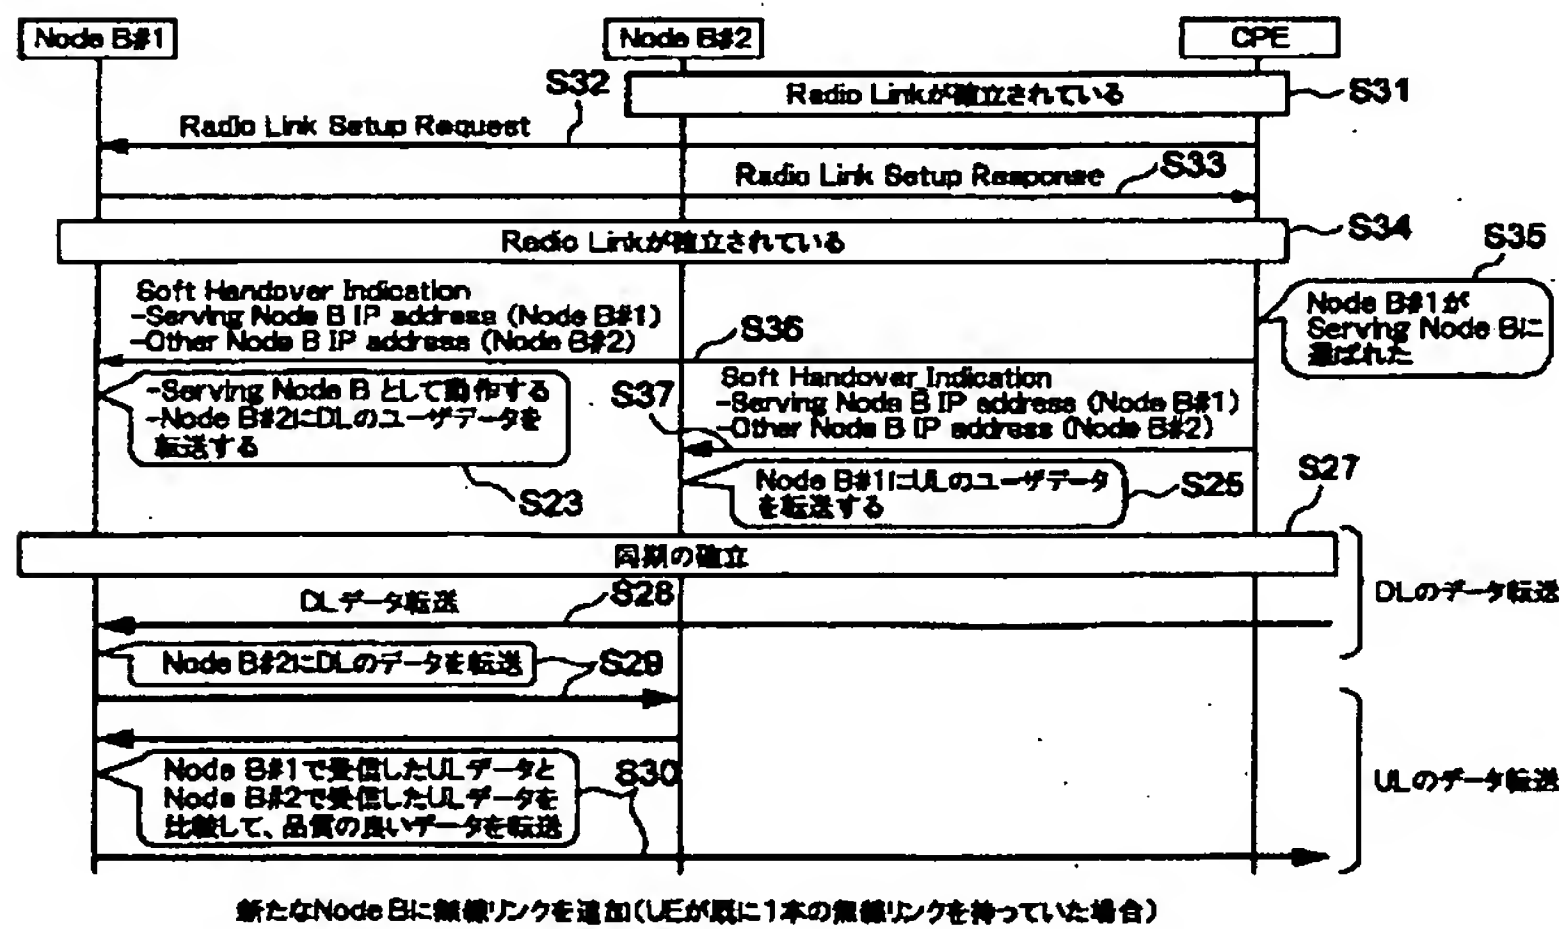 Node B#1
Node B#2
CPE
Radio Linkが確立されている
S31
S32
Radio Link Setup Request
Radio Link Setup Response
S33
Radio Linkが確立されている
S34
S35
Node B#1が
Serving Node Bに
選ばれた
Soft Handover Indication
-Serving Node B IP address (Node B#1)
-Other Node B IP address (Node B#2)
S36
-Serving Node B として動作する
-Node B#2にDLのユーザデータを
転送する
S23
S37
Soft Handover Indication
-Serving Node B IP address (Node B#1)
-Other Node B IP address (Node B#2)
Node B#1にULのユーザデータ
を転送する
S25
S27
同期の確立
DLデータ転送
S28
DLのデータ転送
Node B#2にDLのデータを転送
S29
Node B#1で受信したULデータと
Node B#2で受信したULデータを
比較して、品質の良いデータを転送
S30
ULのデータ転送
新たなNode Bに無線リンクを追加(UEが既に1本の無線リンクを持っていた場合)